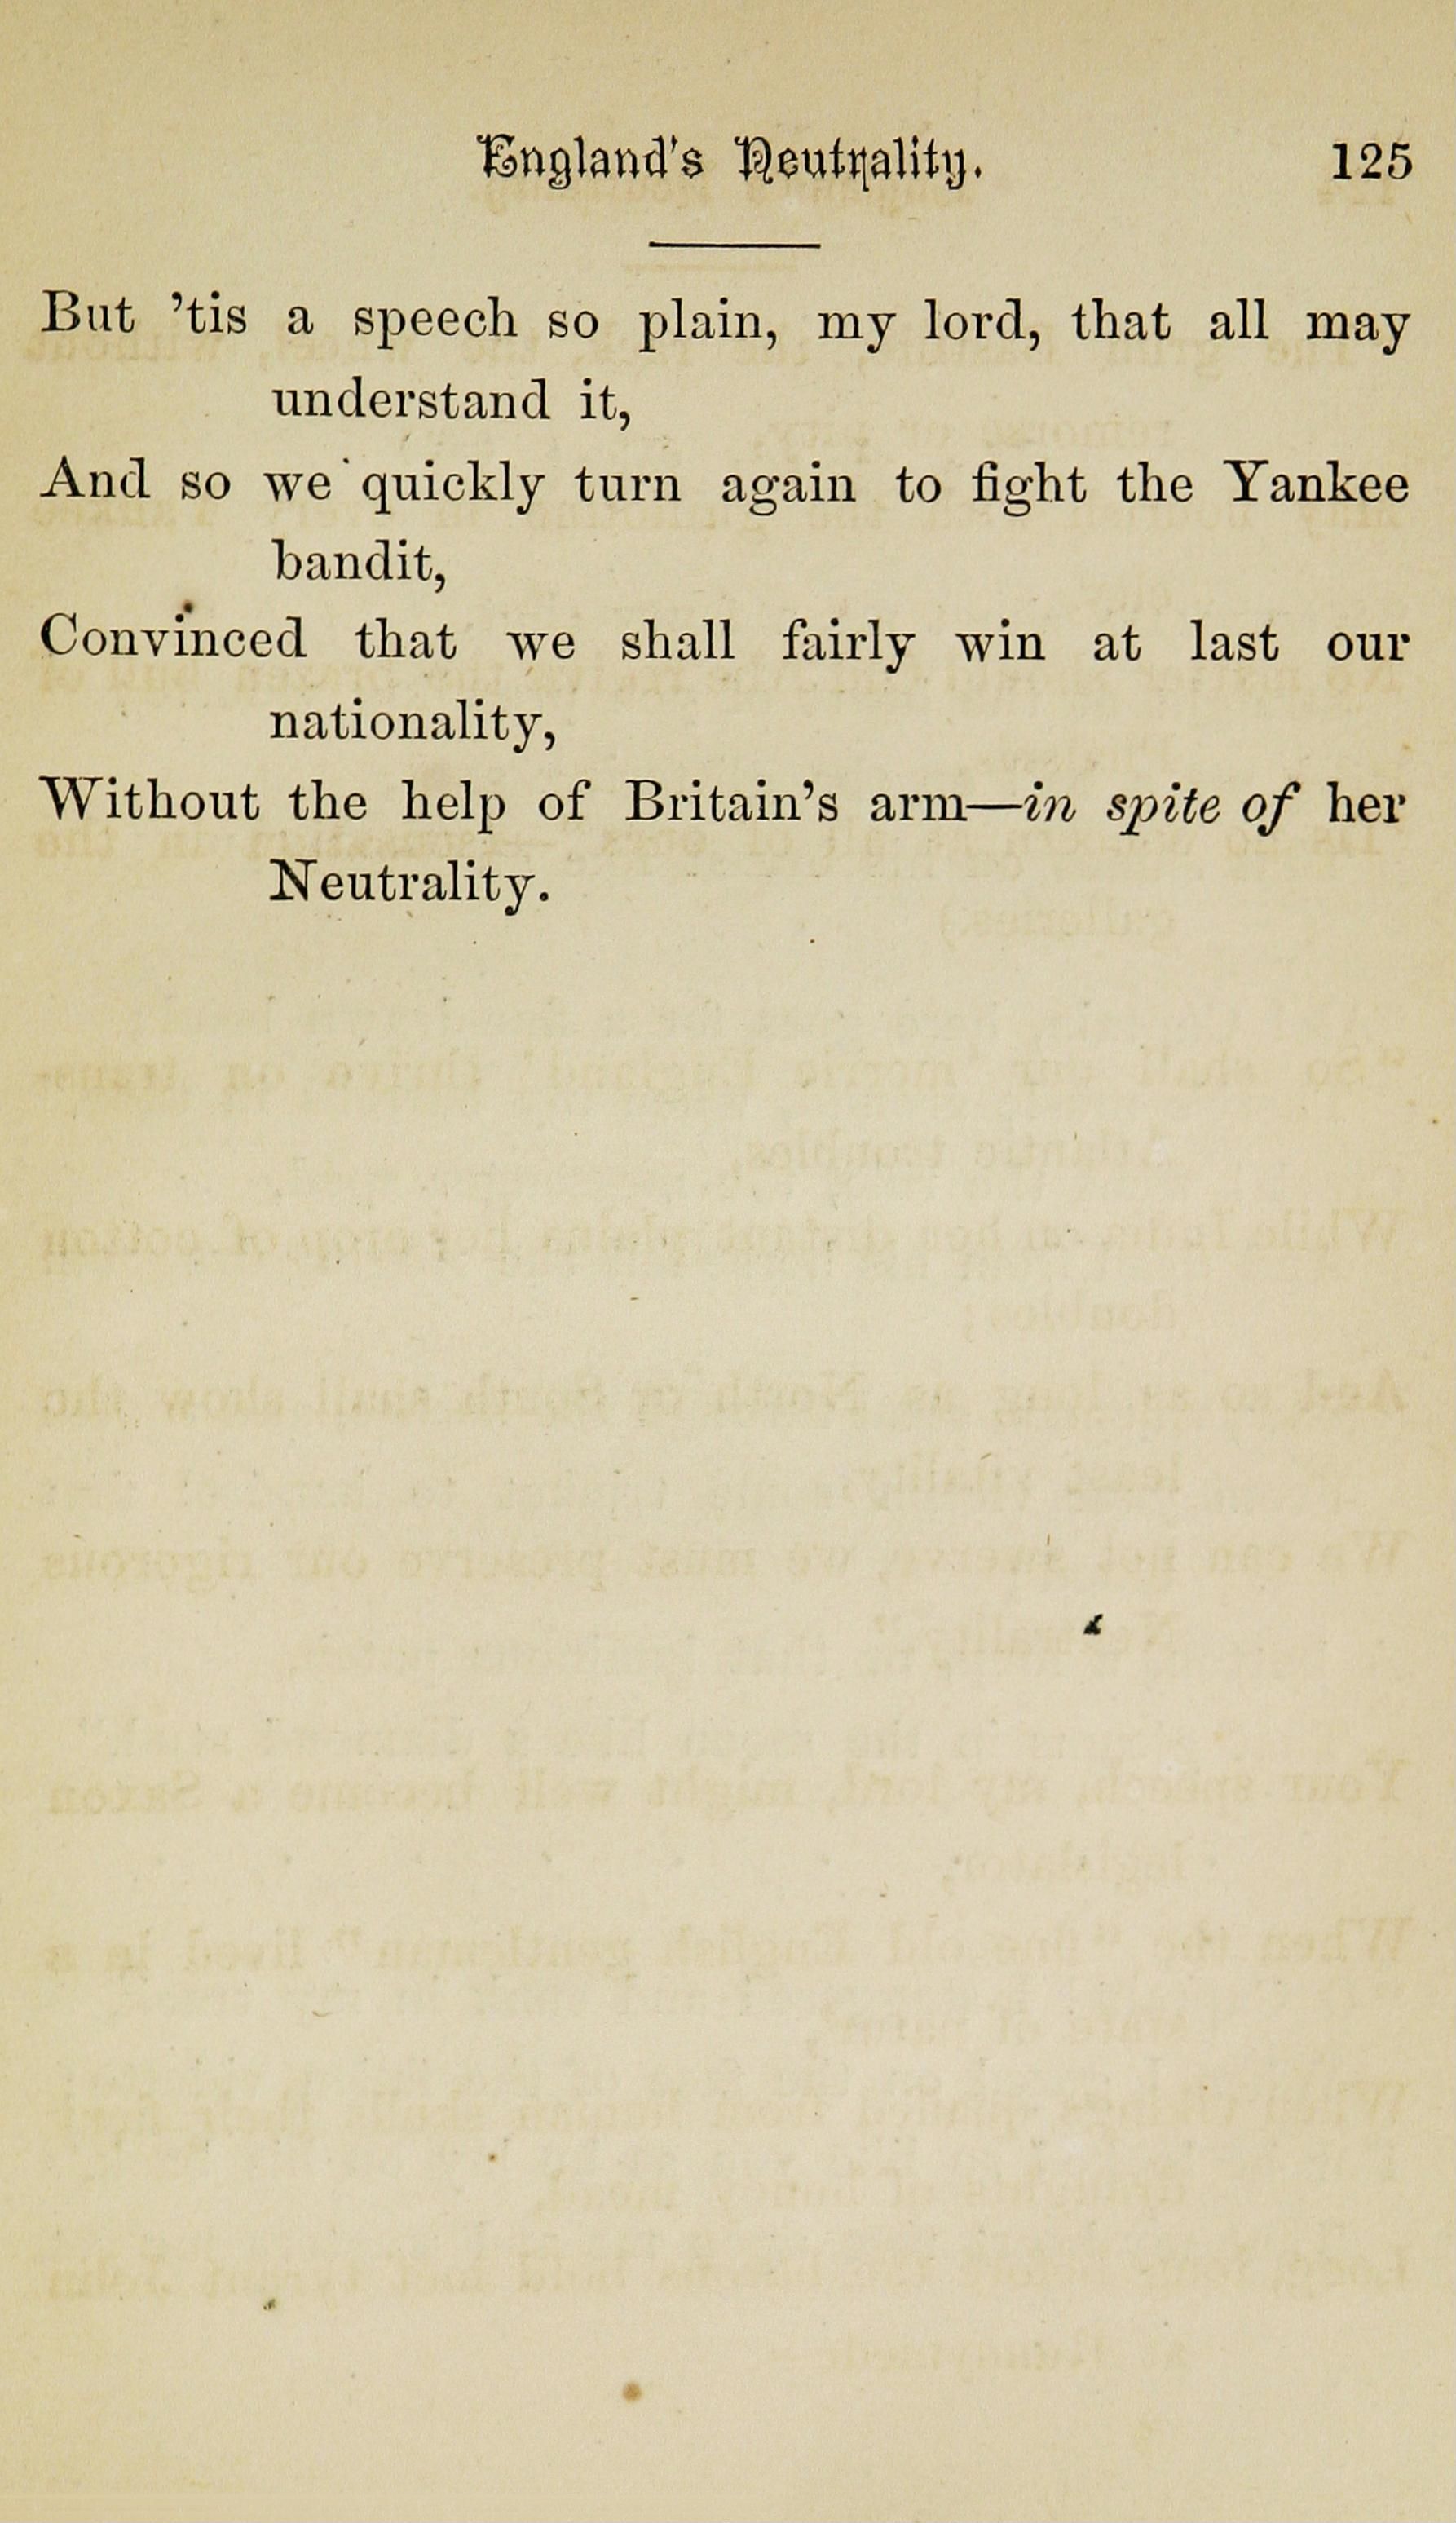 England's Neutrality. 125
But ’tis a speech so plain, my lord, that all may
understand it,
And so we quickly turn again to fight the Yankee
bandit,
Convinced that we shall fairly win at last our
nationality,
Without the help of Britain’s arm—in spite of her
Neutrality.